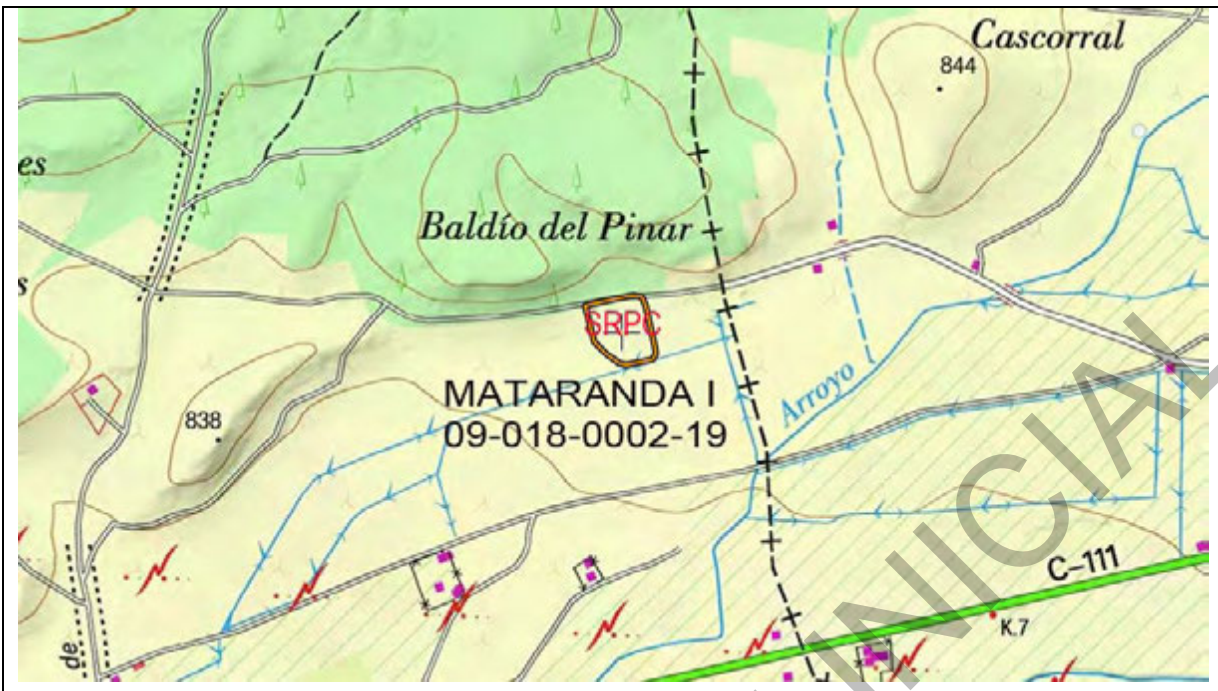 Cascorral
844
es
Baldío del Pinar
s
SRPC
MATARANDA I
09-018-0002-19
Arroyo
838
C-111
K.7
de
INICIAL